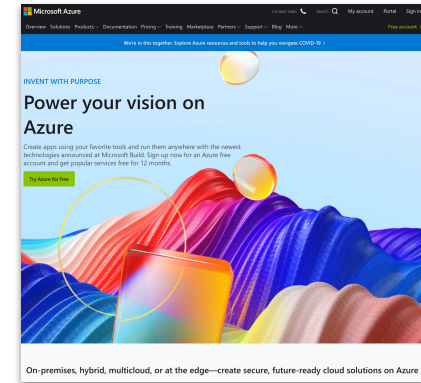 Microsoft Azure
Contact Sales Search My account Portal Sign in
Overview Solutions Products Documentation Pricing Training Marketplace Partners Support Blog More Free account
We're in this together. Explore Azure resources and tools to help you navigate COVID-19 >
INVENT WITH PURPOSE
Power your vision on
Azure
Create apps using your favorite tools and run them anywhere with the newest
technologies announced at Microsoft Build. Sign up now for an Azure free
account and get popular services free for 12 months.
Try Azure for free
On-premises, hybrid, multicloud, or at the edge—create secure, future-ready cloud solutions on Azure